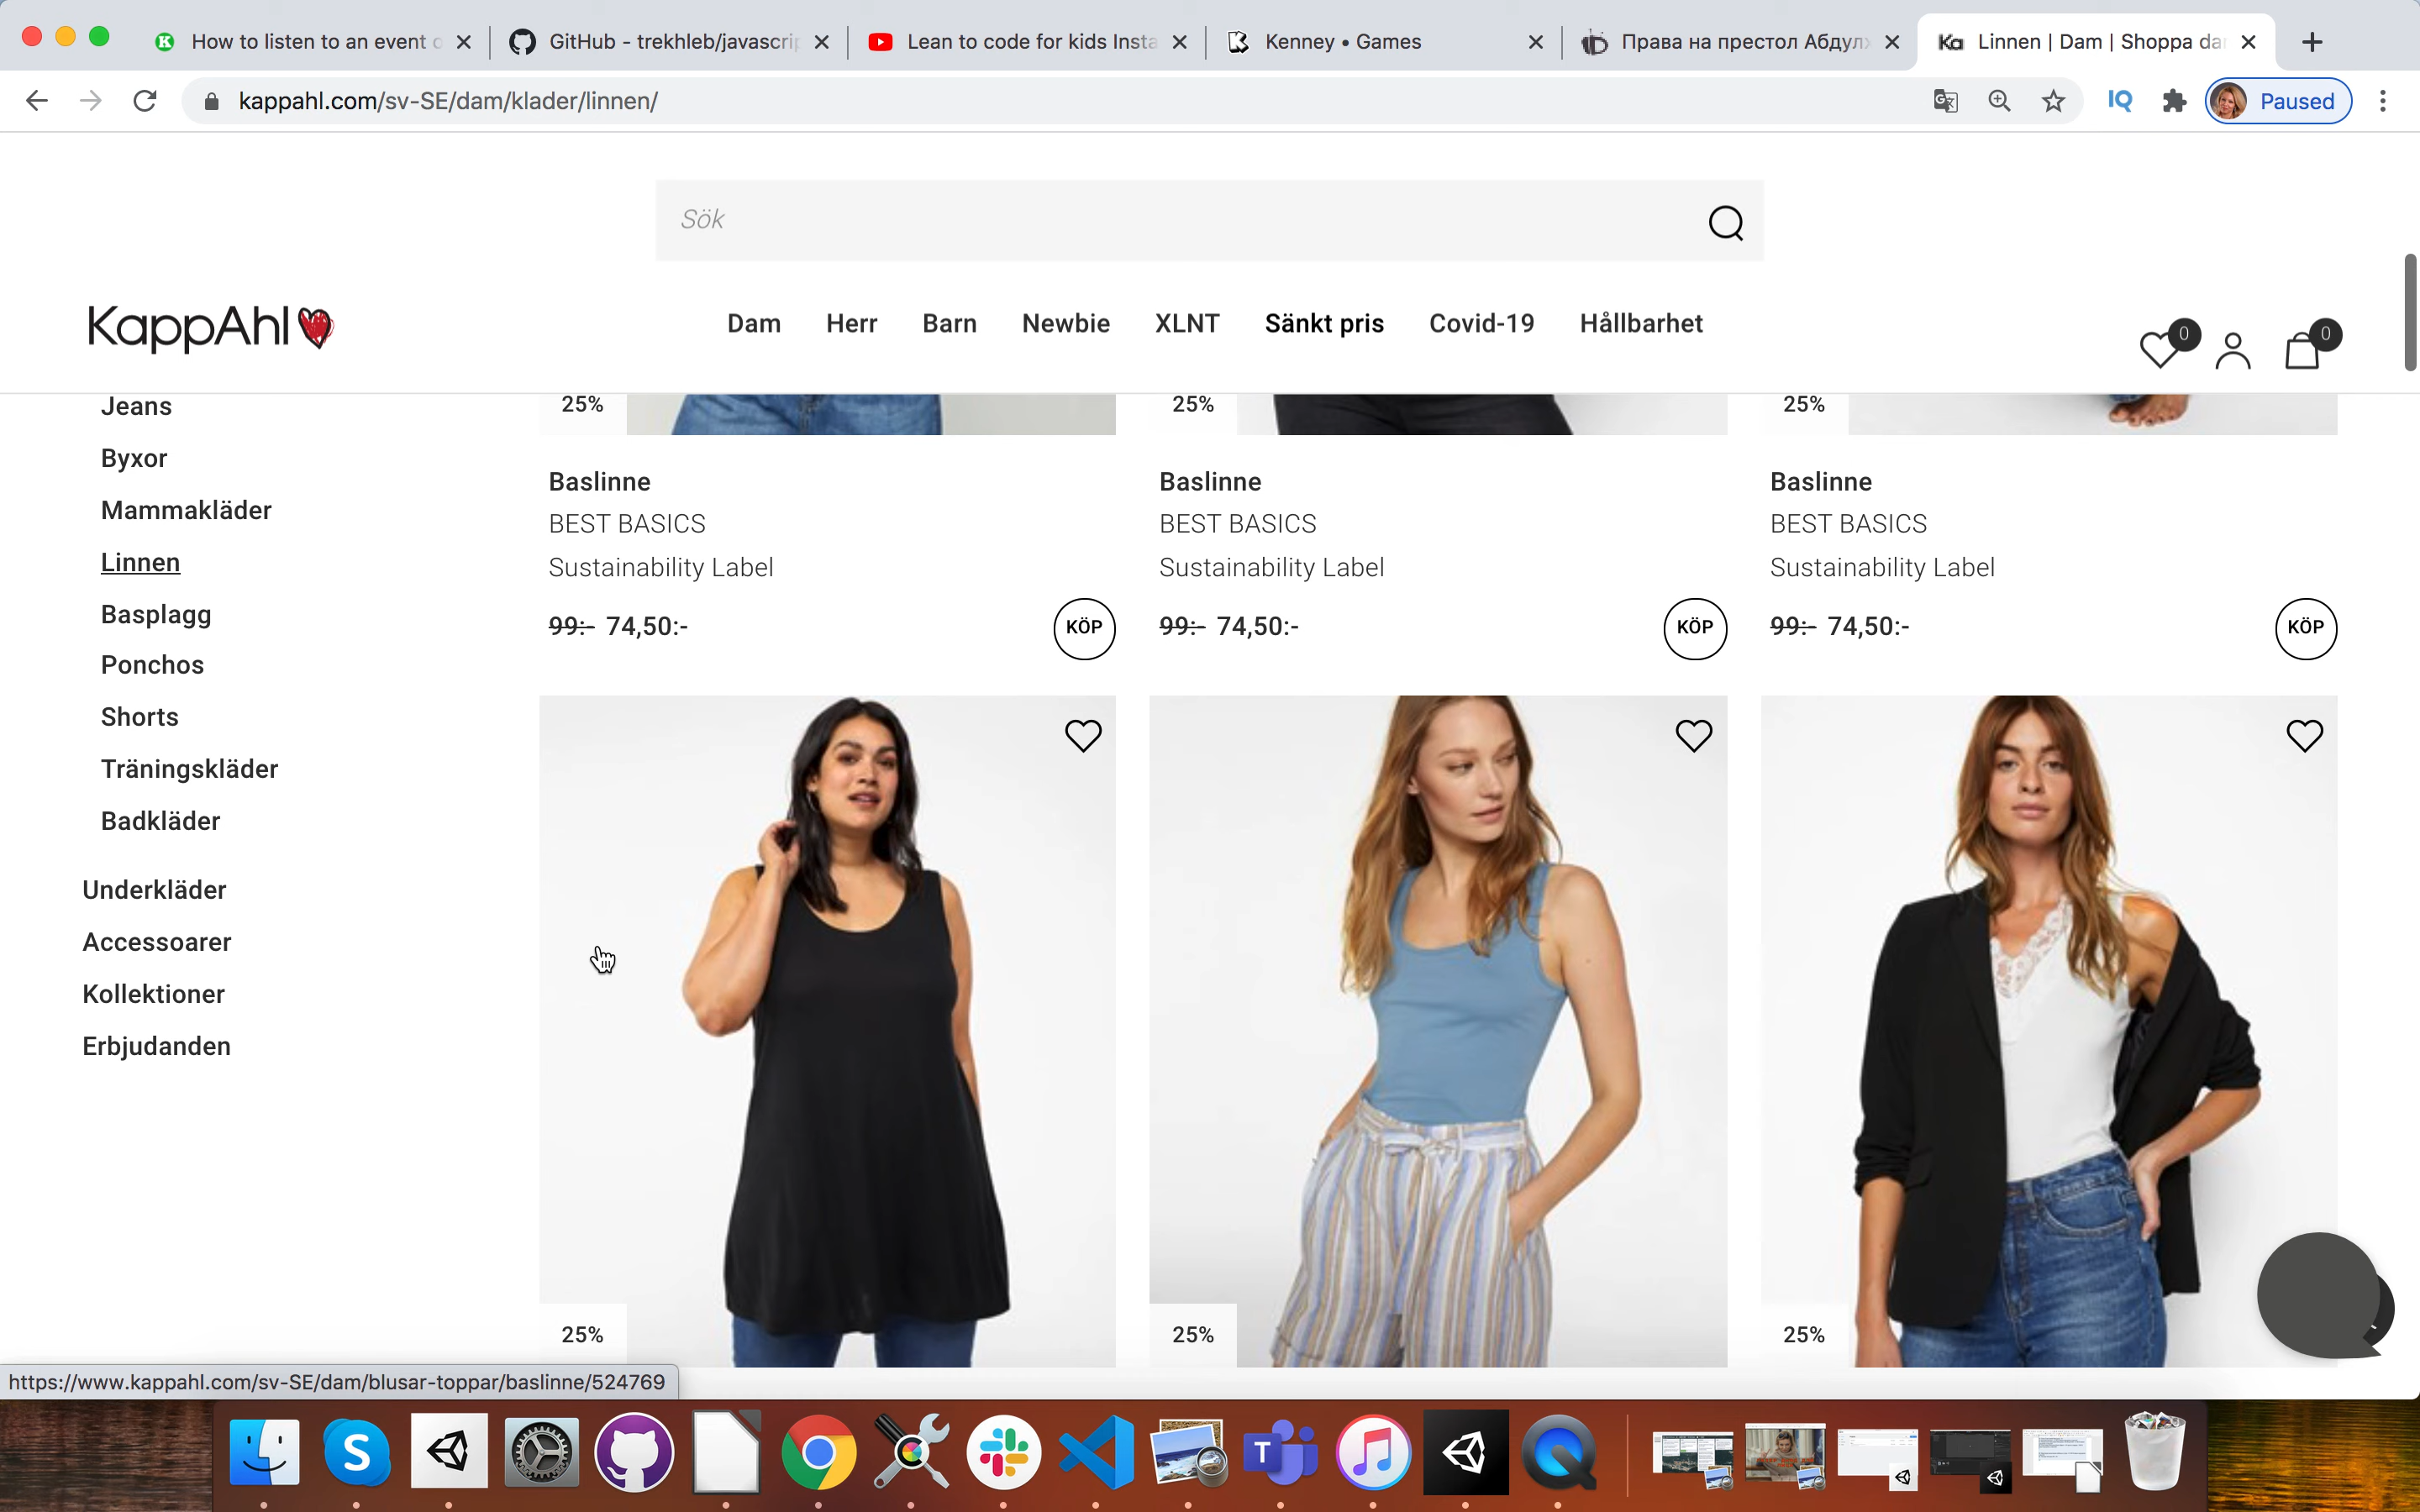 How to listen to an event o
GitHub - trekhleb/javascrip
Lean to code for kids Insta
Kenney • Games
Права на престол Абдулх
Linnen | Dam | Shoppa da
kappahl.com/sv-SE/dam/klader/linnen/
IQ
Paused
Sök
KappAhl
Dam
Herr
Barn
Newbie
XLNT
Sänkt pris
Covid-19
Hållbarhet
0
0
Jeans
Byxor
Mammakläder
Linnen
Basplagg
Ponchos
Shorts
Träningskläder
Badkläder
Underkläder
Accessoarer
Kollektioner
Erbjudanden
25%
25%
25%
Baslinne
BEST BASICS
Sustainability Label
99:- 74,50:-
KÖP
Baslinne
BEST BASICS
Sustainability Label
99:- 74,50:-
KÖP
Baslinne
BEST BASICS
Sustainability Label
99:- 74,50:-
KÖP
25%
25%
25%
https://www.kappahl.com/sv-SE/dam/blusar-toppar/baslinne/524769